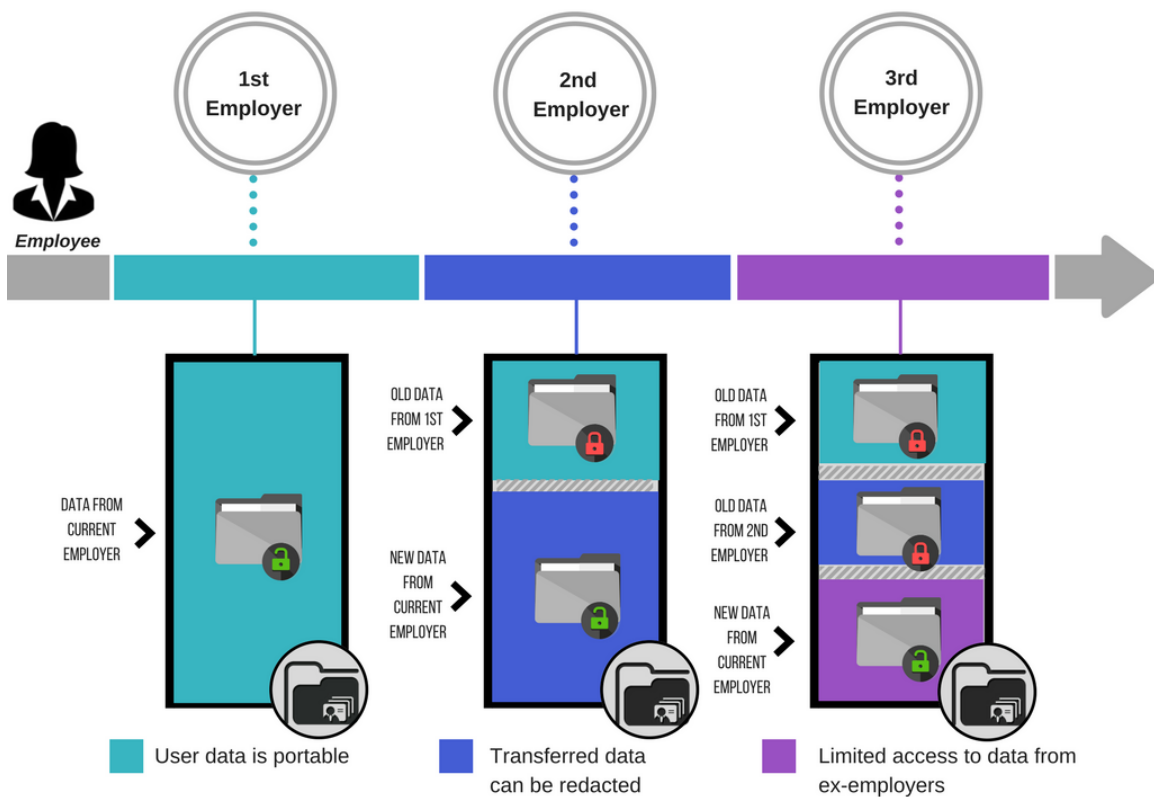 1st
Employer
2nd
Employer
3rd
Employer
Employee
DATA FROM
CURRENT
EMPLOYER
OLD DATA
FROM 1ST
EMPLOYER
NEW DATA
FROM
CURRENT
EMPLOYER
OLD DATA
FROM 1ST
EMPLOYER
OLD DATA
FROM 2ND
EMPLOYER
NEW DATA
FROM
CURRENT
EMPLOYER
User data is portable
Transferred data
can be redacted
Limited access to data from
ex-employers